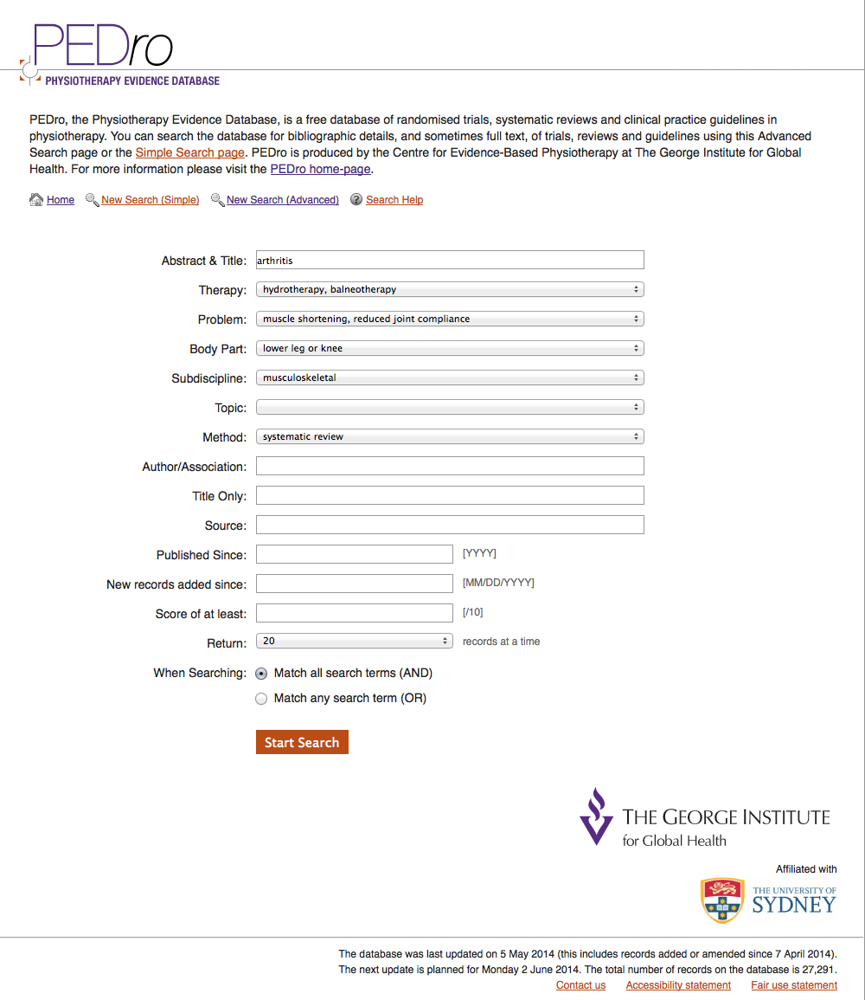 PEDro
PHYSIOTHERAPY EVIDENCE DATABASE
PEDro, the Physiotherapy Evidence Database, is a free database of randomised trials, systematic reviews and clinical practice guidelines in
physiotherapy. You can search the database for bibliographic details, and sometimes full text, of trials, reviews and guidelines using this Advanced
Search page or the Simple Search page. PEDro is produced by the Centre for Evidence-Based Physiotherapy at The George Institute for Global
Health. For more information please visit the PEDro home-page.
Home New Search (Simple) New Search (Advanced) ? Search Help
Abstract & Title: arthritis
Therapy: hydrotherapy, balneotherapy
Problem: muscle shortening, reduced joint compliance
Body Part: lower leg or knee
Subdiscipline: musculoskeletal
Topic:
Method: systematic review
Author/Association:
Title Only:
Source:
Published Since: [YYYY]
New records added since: [MM/DD/YYYY]
Score of at least: [/10]
Return: 20 records at a time
When Searching: Match all search terms (AND)
Match any search term (OR)
Start Search
THE GEORGE INSTITUTE
for Global Health
Affiliated with
THE UNIVERSITY OF
SYDNEY
The database was last updated on 5 May 2014 (this includes records added or amended since 7 April 2014).
The next update is planned for Monday 2 June 2014. The total number of records on the database is 27,291.
Contact us Accessibility statement Fair use statement